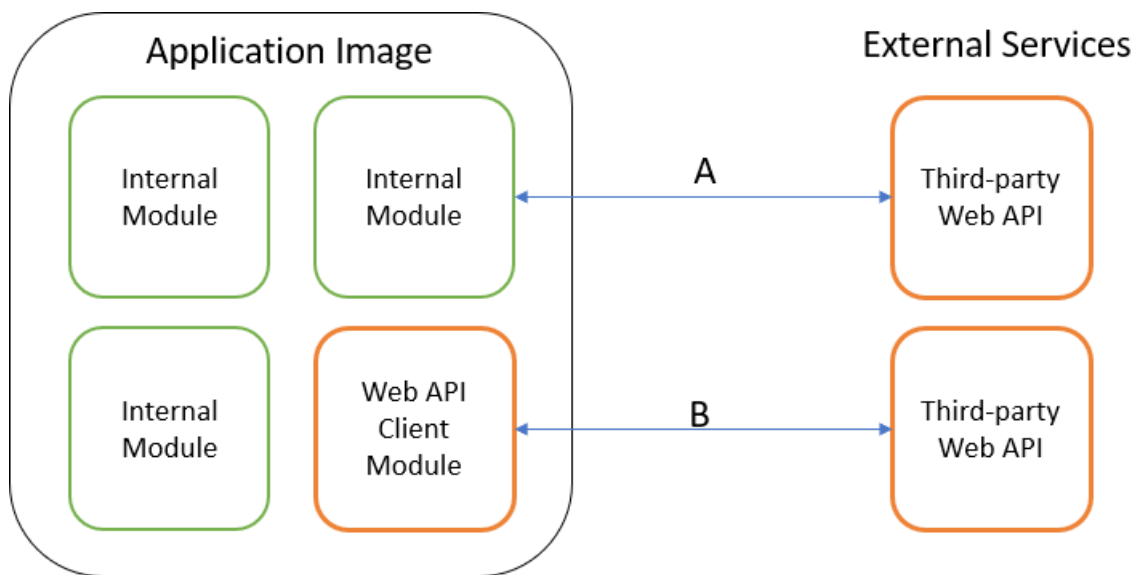 Application Image
External Services
Internal
Module
Internal
Module
A
Third-party
Web API
Internal
Module
Web API
Client
Module
B
Third-party
Web API